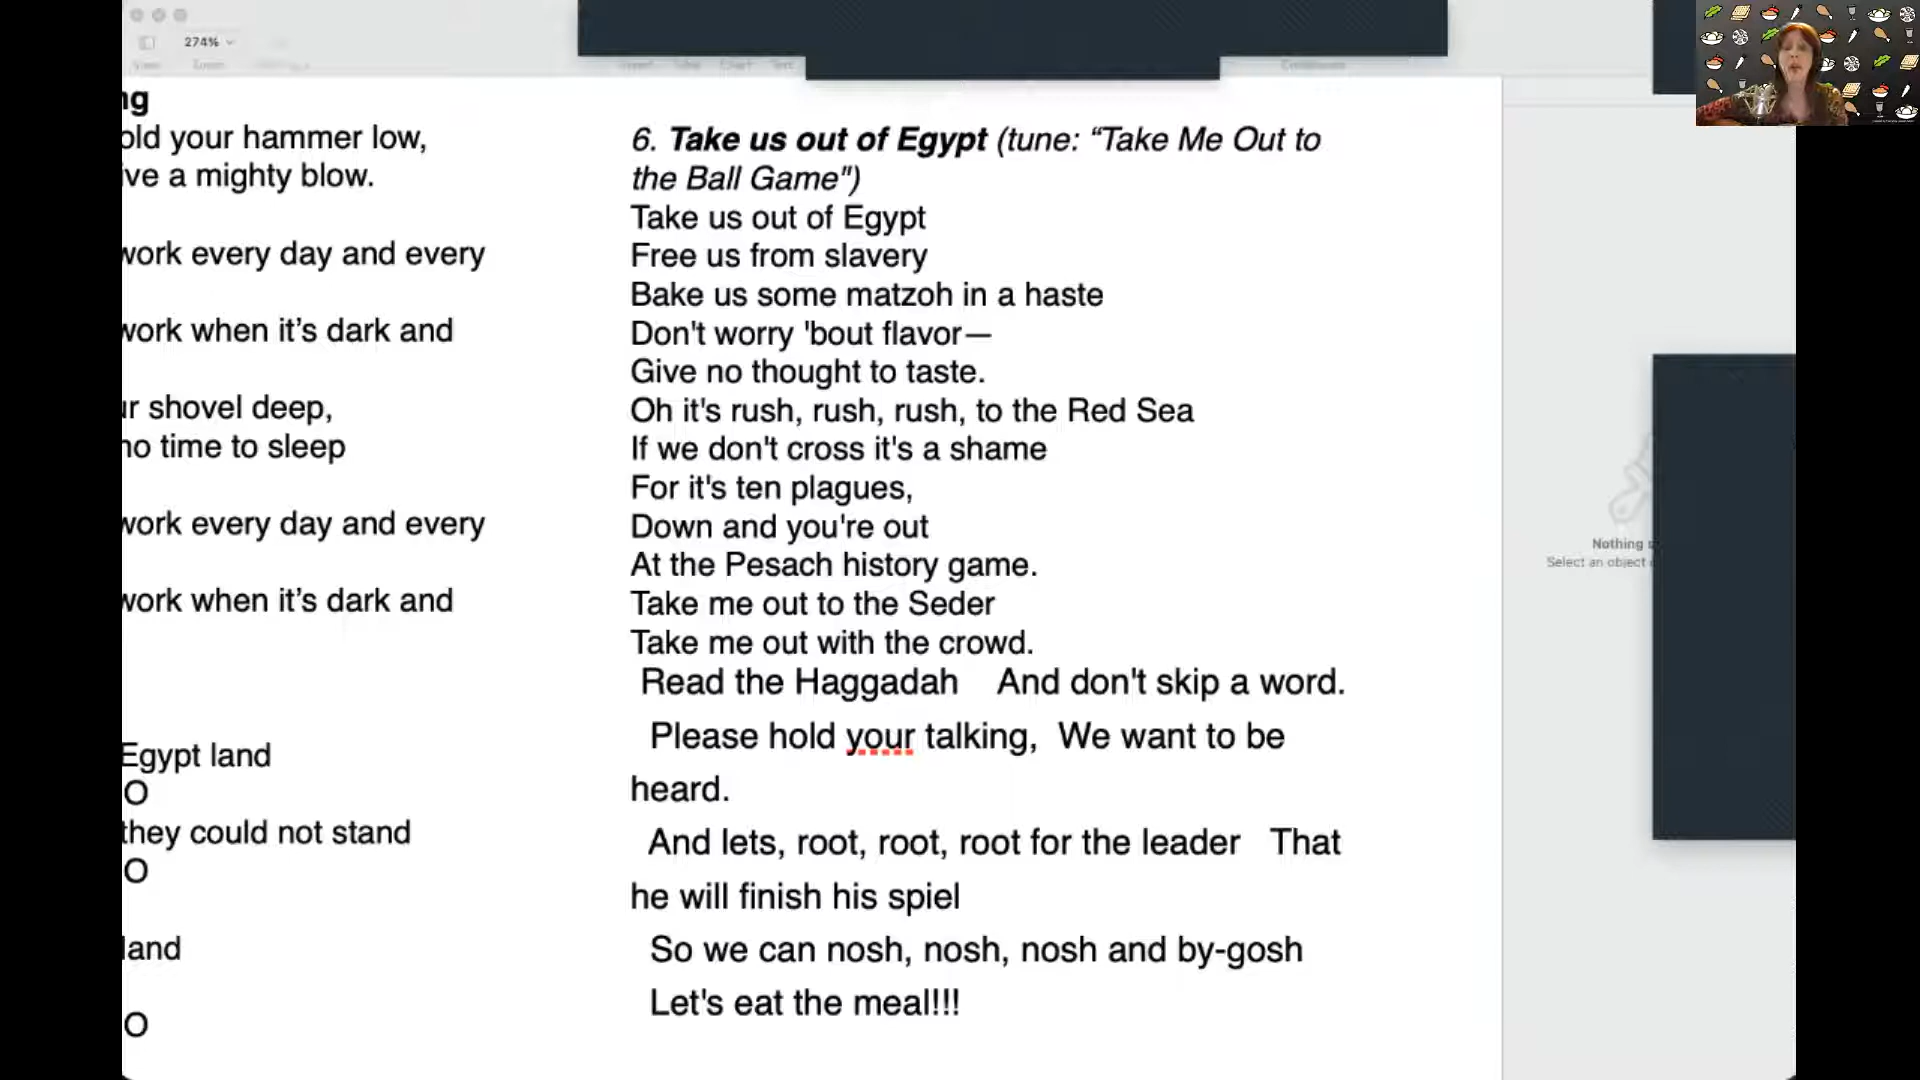 274%
View
Zoom
Insert
Table
Chart
Text
ng
old your hammer low,
ive a mighty blow.
work every day and every
work when it’s dark and
ur shovel deep,
no time to sleep
work every day and every
work when it’s dark and
Egypt land
O
they could not stand
O
land
O
6. Take us out of Egypt (tune: “Take Me Out to
the Ball Game")
Take us out of Egypt
Free us from slavery
Bake us some matzoh in a haste
Don't worry 'bout flavor—
Give no thought to taste.
Oh it's rush, rush, rush, to the Red Sea
If we don't cross it's a shame
For it's ten plagues,
Down and you're out
At the Pesach history game.
Take me out to the Seder
Take me out with the crowd.
Read the Haggadah And don't skip a word.
Please hold your talking, We want to be
heard.
And lets, root, root, root for the leader That
he will finish his spiel
So we can nosh, nosh, nosh and by-gosh
Let's eat the meal!!!
Nothing
Select an object